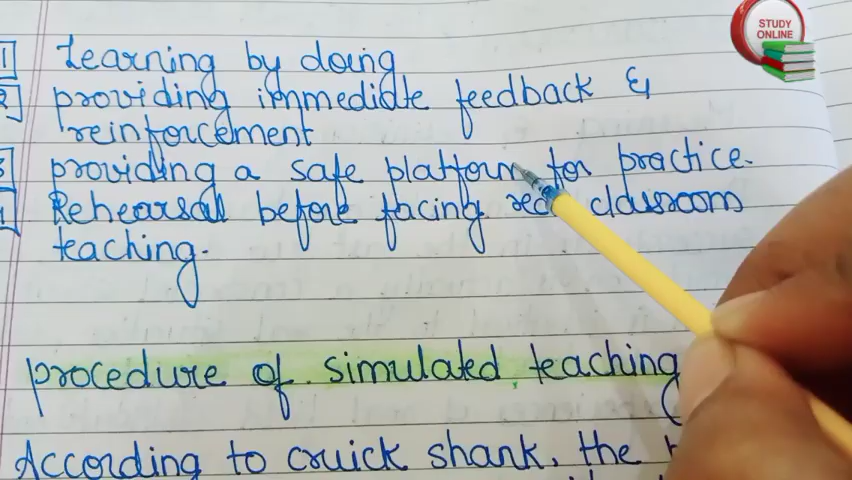 STUDY
ONLINE
1 Learning by doing
2 providing immediate feedback &
reinforcement
3 providing a safe platform for practice.
4 Rehearsal before facing real classroom
teaching.
procedure of simulated teaching
According to cruick shank, the